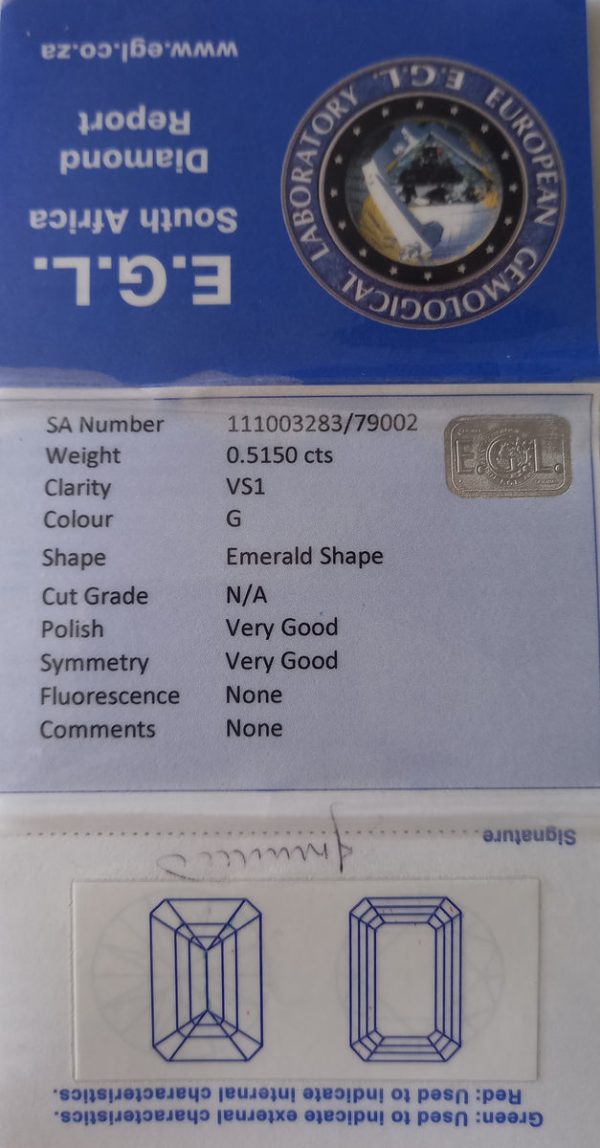 E.G.L.
South Africa
Diamond
Report
www.egl.co.za
EUROPEAN GEMOLOGICAL LABORATORY E.G.L.
SA Number 111003283/79002
Weight 0.5150 cts
Clarity VS1
Colour G
Shape Emerald Shape
Cut Grade N/A
Polish Very Good
Symmetry Very Good
Fluorescence None
Comments None
E.G.L.
Signature
Green: Used to indicate external characteristics.
Red: Used to indicate internal characteristics.